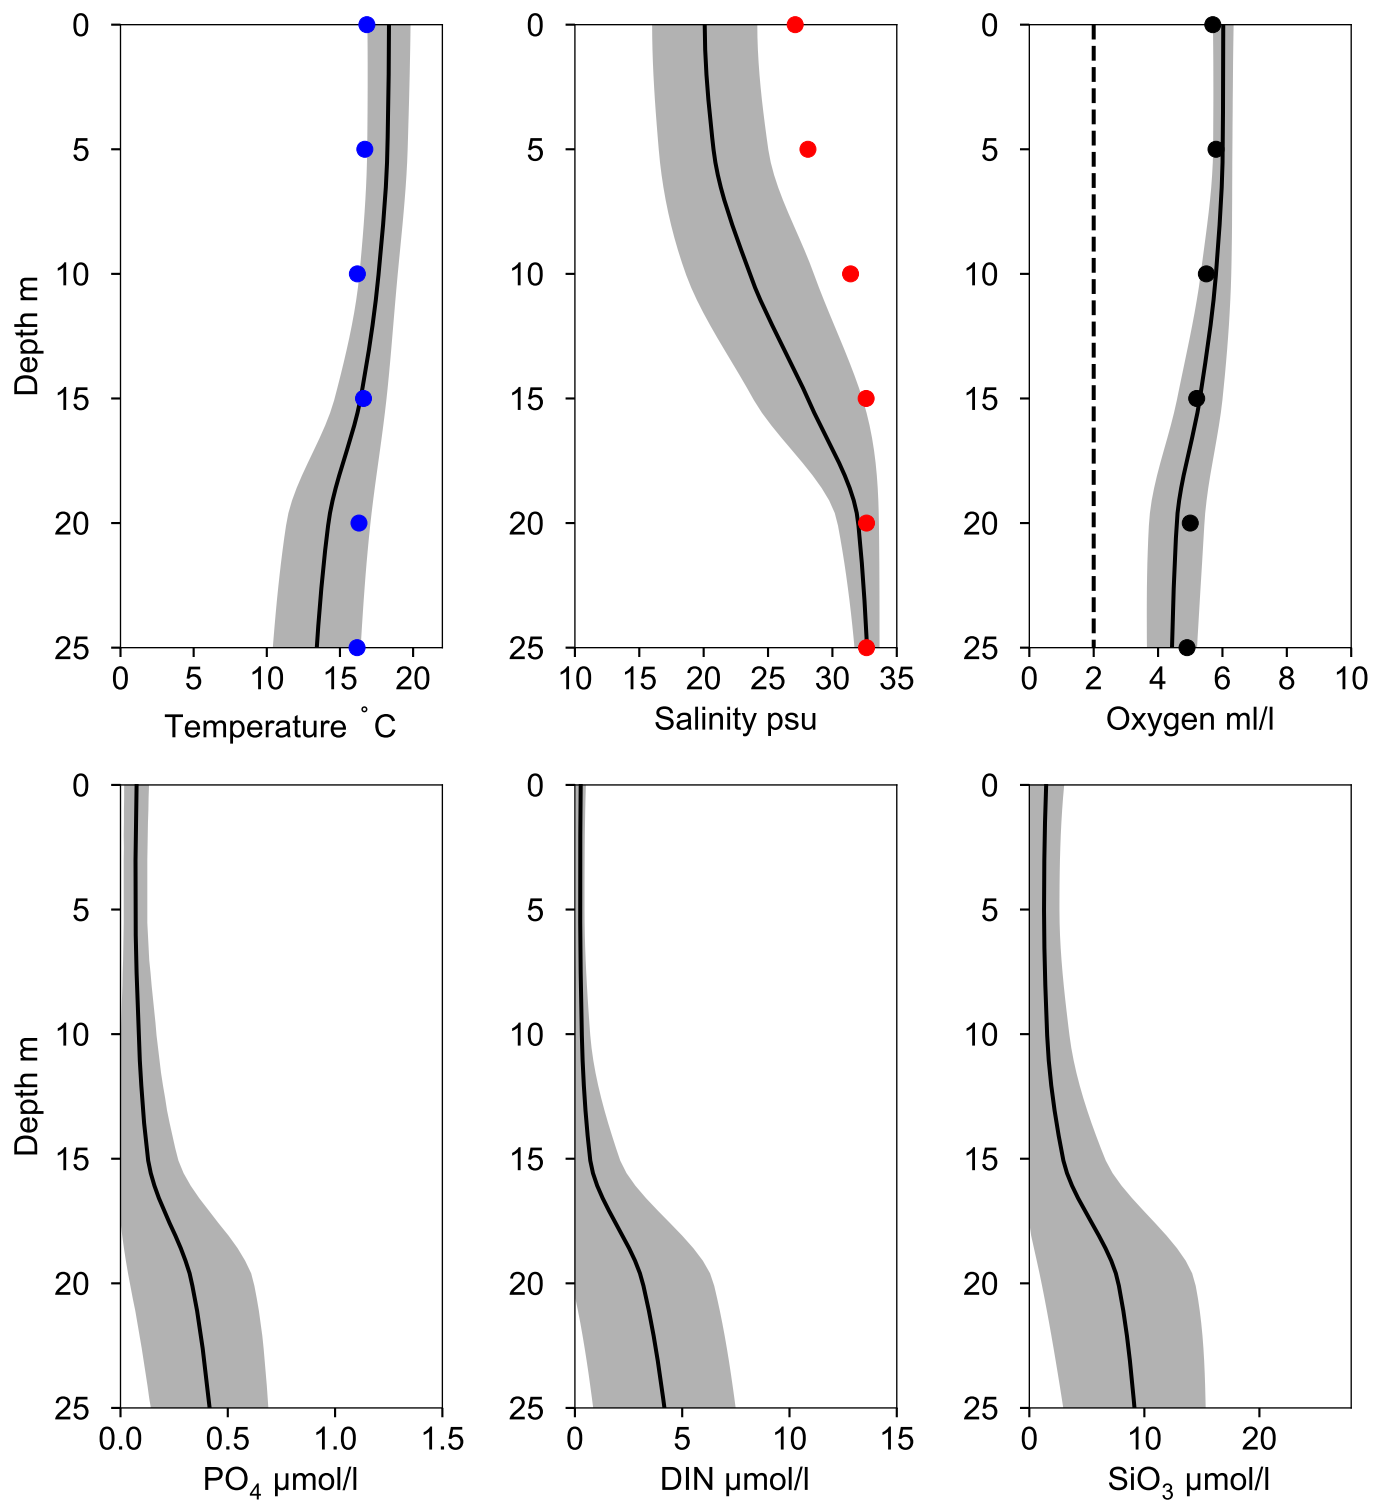 0 0 0
5 5 5
10 10 10
Depth m
15 15 15
20 20 20
25 25 25
0 5 10 15 20 10 15 20 25 30 35 0 2 4 6 8 10
Temperature ˚C Salinity psu Oxygen ml/l
0 0 0
5 5 5
10 10 10
Depth m
15 15 15
20 20 20
25 25 25
0.0 0.5 1.0 1.5 0 5 10 15 0 10 20
PO₄ µmol/l DIN µmol/l SiO₃ µmol/l